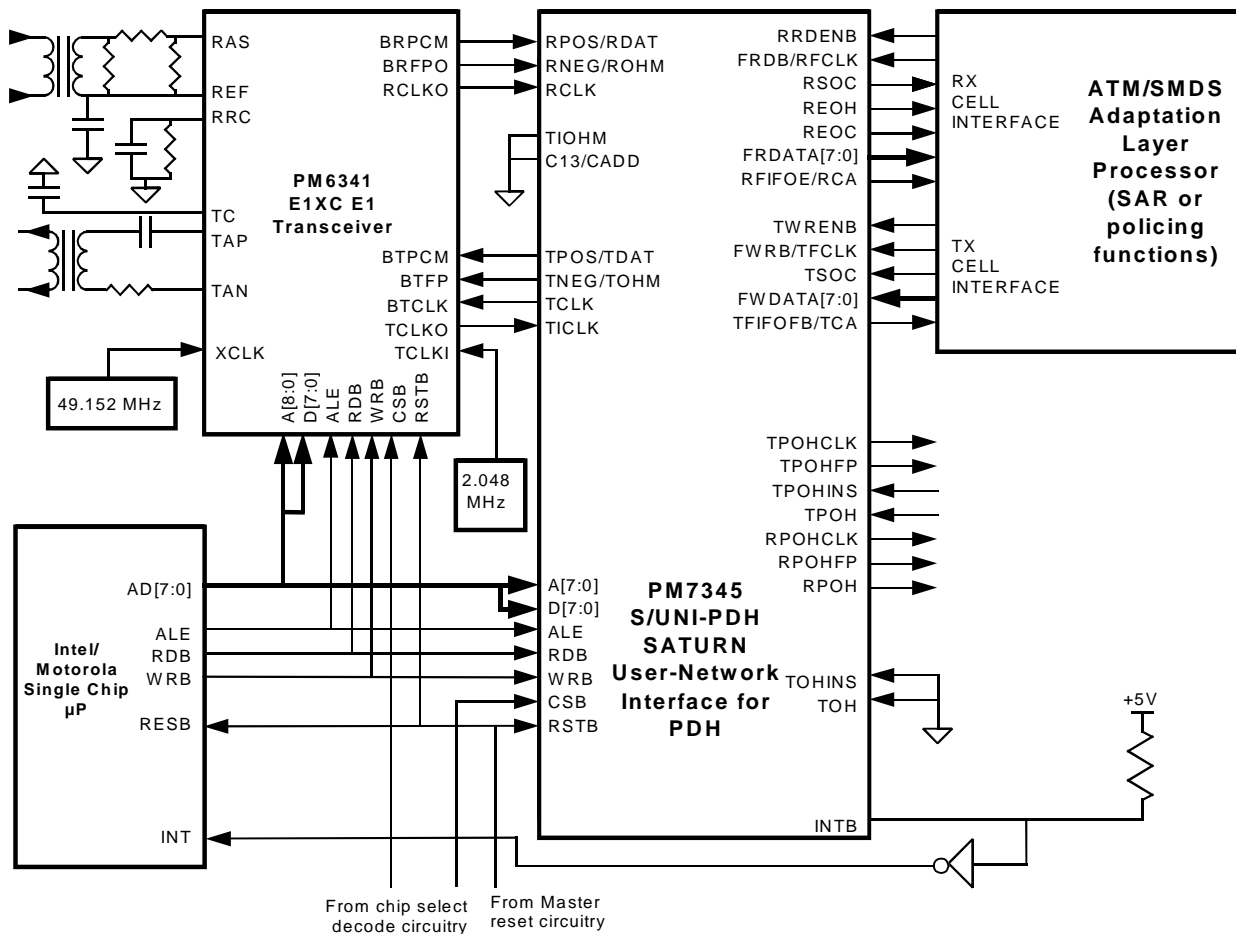 RAS
REF
RRC
TC
TAP
TAN
XCLK
PM6341
E1XC E1
Transceiver
BRPCM
BRFPO
RCLKO
BTPCM
BTFP
BTCLK
TCLKO
TCLKI
A[8:0]
D[7:0]
ALE
RDB
WRB
CSB
RSTB
49.152 MHz
2.048
MHz
RPOS/RDAT
RNEG/ROHM
RCLK
TIOHM
C13/CADD
TPOS/TDAT
TNEG/TOHM
TCLK
TICLK
A[7:0]
D[7:0]
ALE
RDB
WRB
CSB
RSTB
PM7345
S/UNI-PDH
SATURN
User-Network
Interface for
PDH
RRDENB
FRDB/RFCLK
RSOC
REOH
REOC
FRDATA[7:0]
RFIFOE/RCA
TWRENB
FWRB/TFCLK
TSOC
FWDATA[7:0]
TFIFOFB/TCA
TPOHCLK
TPOHFP
TPOHINS
TPOH
RPOHCLK
RPOHFP
RPOH
TOHINS
TOH
INTB
RX
CELL
INTERFACE
TX
CELL
INTERFACE
ATM/SMDS
Adaptation
Layer
Processor
(SAR or
policing
functions)
+5V
Intel/
Motorola
Single Chip
µP
AD[7:0]
ALE
RDB
WRB
RESB
INT
From chip select
decode circuitry
From Master
reset circuitry